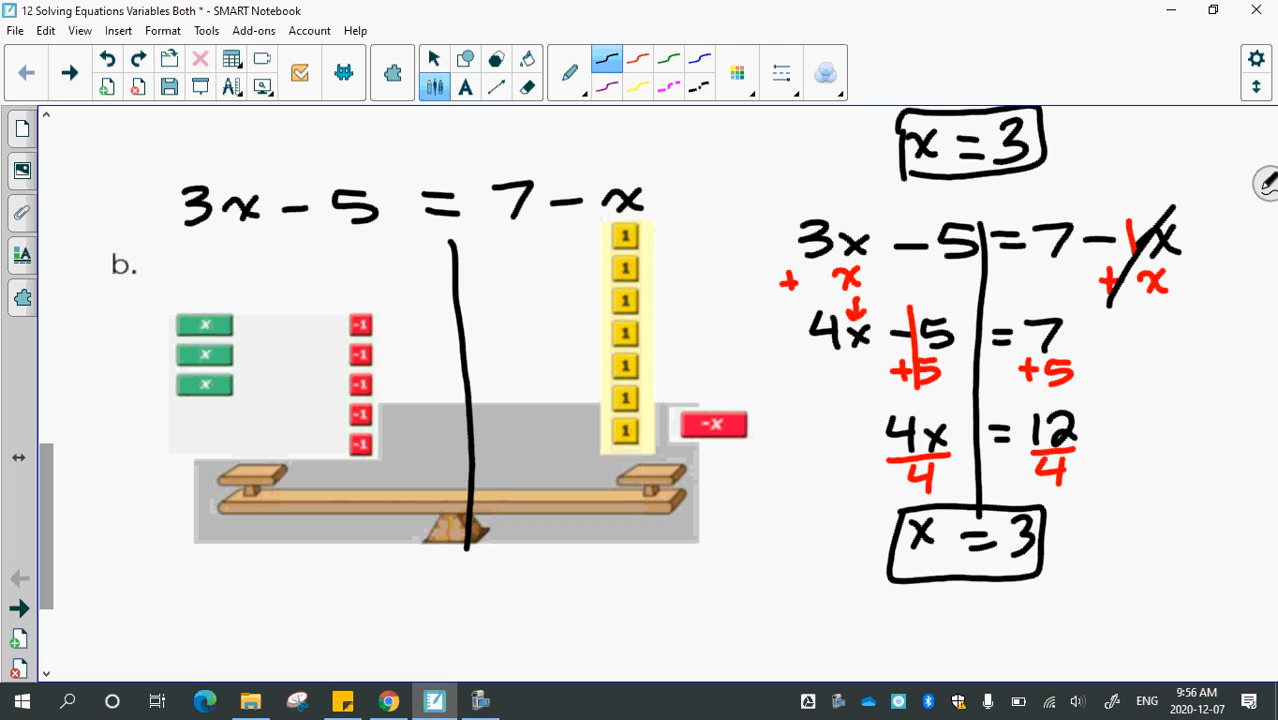 12 Solving Equations Variables Both * - SMART Notebook
File Edit View Insert Format Tools Add-ons Account Help
x = 3
3x - 5 = 7 - x
b.
x
x
x
-1
-1
-1
-1
-1
1
1
1
1
1
1
1
-x
3x - 5 = 7 - 1x
+ x + x
4x - 5 = 7
+5 +5
4x = 12
4 4
x = 3
ENG
9:56 AM
2020-12-07